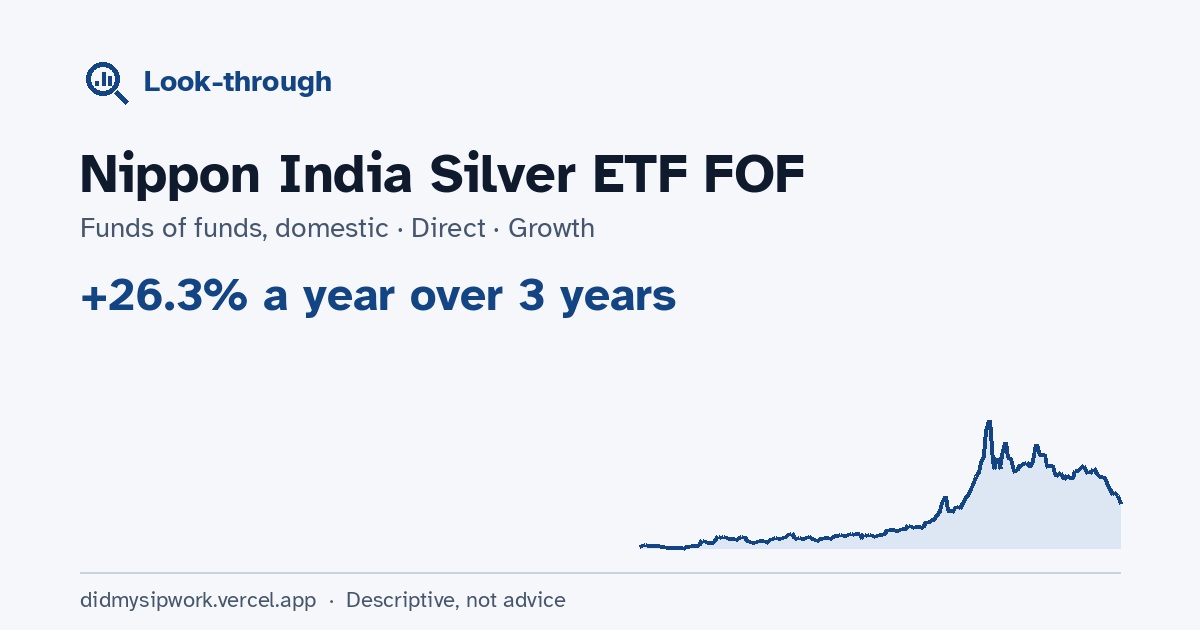 Look-through
Nippon India Silver ETF FOF
Funds of funds, domestic · Direct · Growth
+26.3% a year over 3 years
didmysipwork.vercel.app · Descriptive, not advice